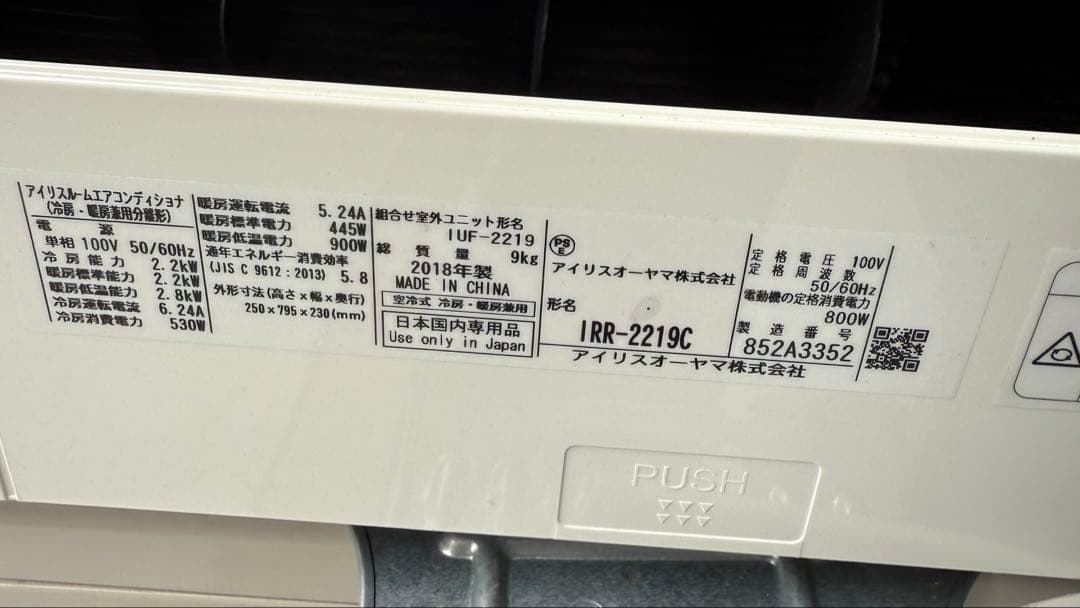 アイリスルームエアコンディショナ
(冷房・暖房兼用分離形)
電源
単相 100V 50/60Hz
冷房能力 2.2kW
暖房標準能力 2.2kW
暖房低温能力 2.8kW
冷房運転電流 6.24A
冷房消費電力 530W
暖房運転電流 5.24A
暖房標準電力 445W
暖房低温電力 900W
通年エネルギー消費効率
(JIS C 9612:2013) 5.8
外形寸法(高さx幅x奥行)
250x795x230(mm)
組合せ室外ユニット形名
IUF-2219
総質量 9kg
2018年製
MADE IN CHINA
空冷式 冷房・暖房兼用
日本国内専用品
Use only in Japan
PS
E
アイリスオーヤマ株式会社
形名
IRR-2219C
定格電圧 100V
定格周波数
50/60Hz
電動機の定格消費電力
800W
製造番号
852A3352
アイリスオーヤマ株式会社
PUSH